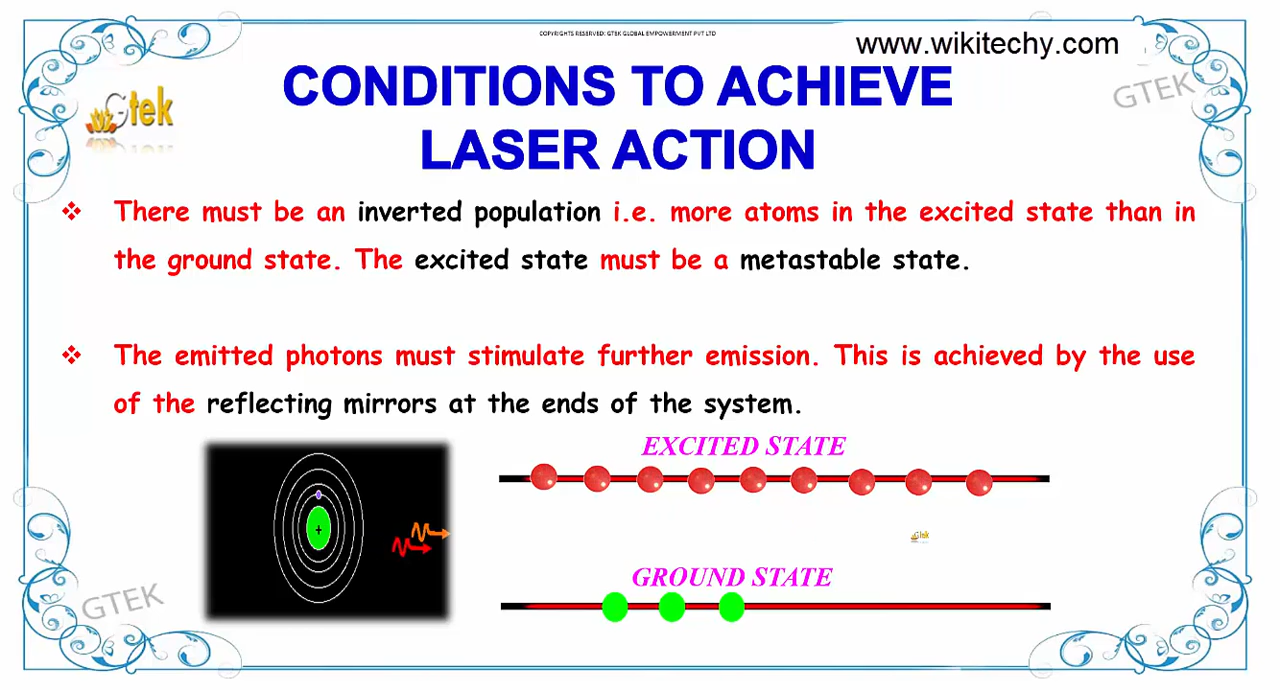 COPYRIGHTS RESERVED: GTEK GLOBAL EMPOWERMENT PVT LTD
www.wikitechy.com
CONDITIONS TO ACHIEVE
LASER ACTION
Gtek
GTEK
❖ There must be an inverted population i.e. more atoms in the excited state than in
the ground state. The excited state must be a metastable state.
❖ The emitted photons must stimulate further emission. This is achieved by the use
of the reflecting mirrors at the ends of the system.
EXCITED STATE
+
Gtek
GROUND STATE
GTEK